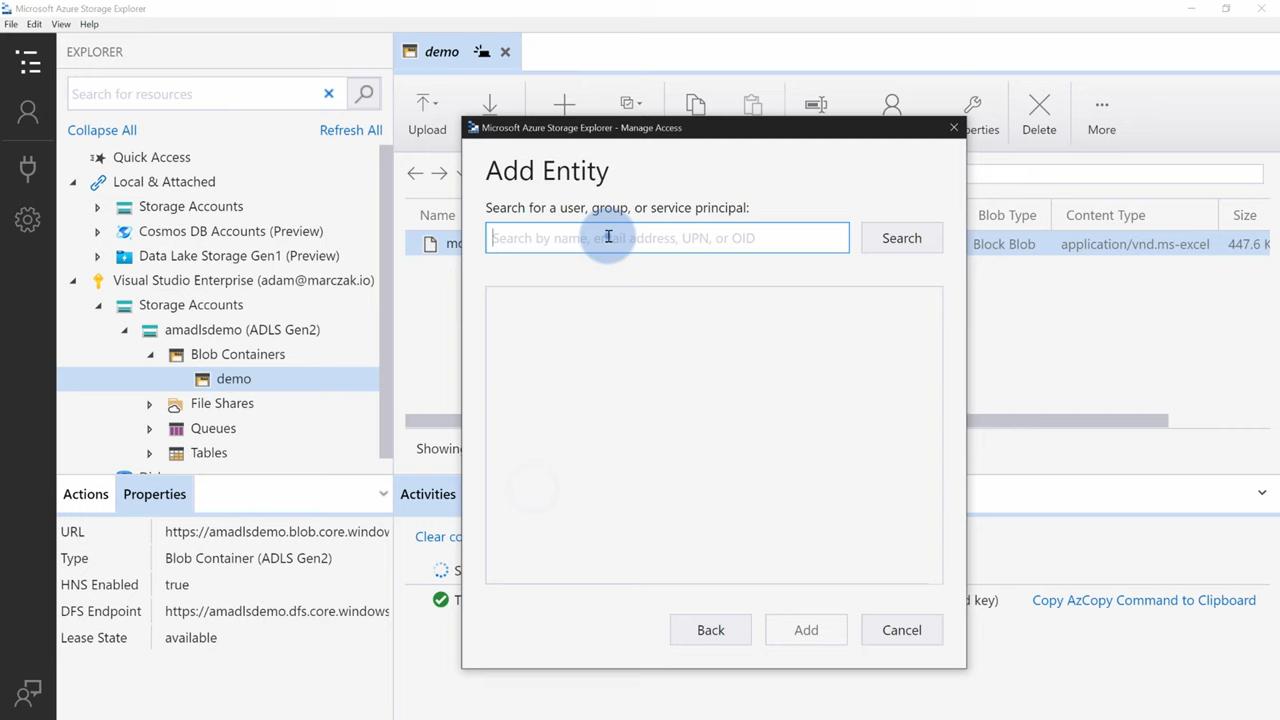 Microsoft Azure Storage Explorer
File Edit View Help
EXPLORER
Search for resources
Collapse All Refresh All
Quick Access
Local & Attached
Storage Accounts
Cosmos DB Accounts (Preview)
Data Lake Storage Gen1 (Preview)
Visual Studio Enterprise (adam@marczak.io)
Storage Accounts
amadlsdemo (ADLS Gen2)
Blob Containers
demo
File Shares
Queues
Tables
Actions Properties
URL https://amadlsdemo.blob.core.window
Type Blob Container (ADLS Gen2)
HNS Enabled true
DFS Endpoint https://amadlsdemo.dfs.core.windows
Lease State available
demo
Upload
perties Delete More
Name Blob Type Content Type Size
Block Blob application/vnd.ms-excel 447.6 K
Showing
Activities
Clear co
S
T d key) Copy AzCopy Command to Clipboard
Microsoft Azure Storage Explorer - Manage Access
Add Entity
Search for a user, group, or service principal:
Search by name, email address, UPN, or OID
Search
Back Add Cancel